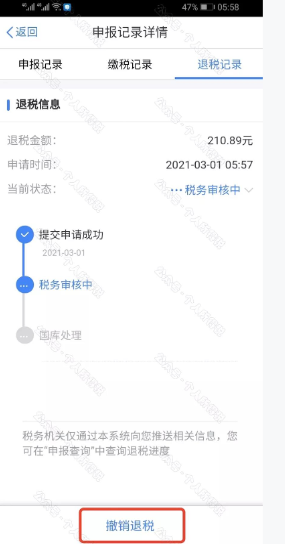 47% 05:58
返回 申报记录详情
申报记录 缴税记录 退税记录
退税信息
退税金额： 210.89元
申请时间： 2021-03-01 05:57
当前状态： 税务审核中
提交申请成功
2021-03-01
税务审核中
国库处理
税务机关仅通过本系统向您推送相关信息，您
可在"申报查询"中查询退税进度
撤销退税